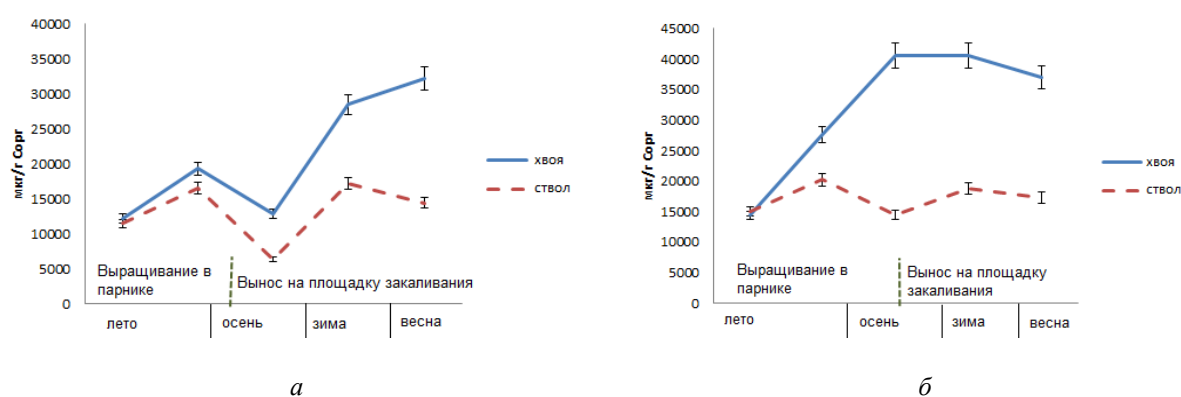 40000
35000
30000
25000
20000
15000
10000
5000
0
мкг/г Сорг
хвоя
ствол
Выращивание в
парнике
Вынос на площадку закаливания
лето
осень
зима
весна
а
45000
40000
35000
30000
25000
20000
15000
10000
5000
0
мкг/г Сорг
хвоя
ствол
Выращивание в
парнике
Вынос на площадку
закаливания
лето
осень
зима
весна
б